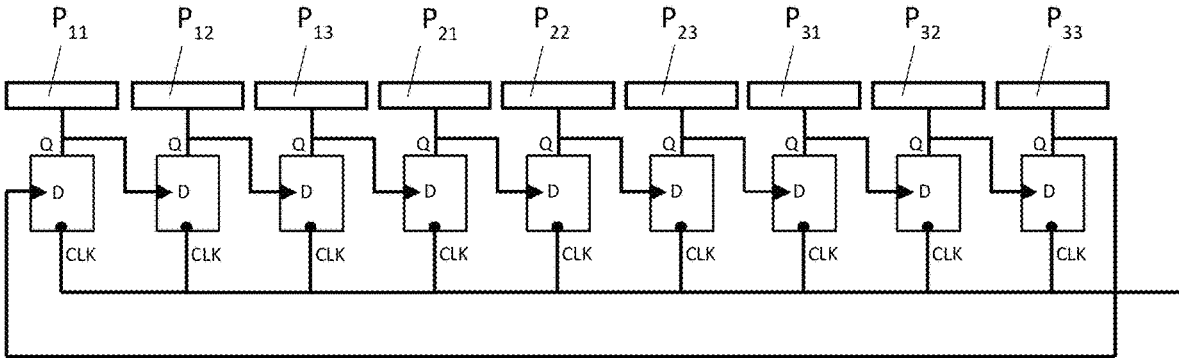 P11 P12 P13 P21 P22 P23 P31 P32 P33
Q Q Q Q Q Q Q Q Q
D D D D D D D D D
CLK CLK CLK CLK CLK CLK CLK CLK CLK